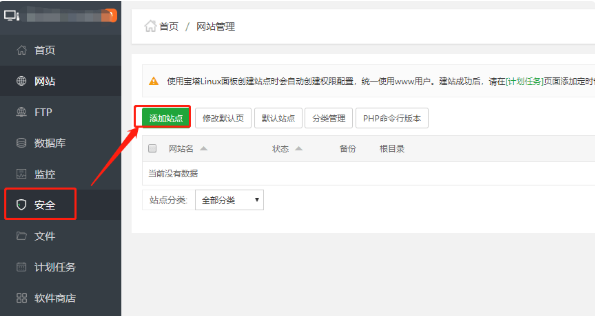 首页 / 网站管理
首页
网站
FTP
数据库
监控
安全
文件
计划任务
软件商店
使用宝塔Linux面板创建站点时会自动创建权限配置，统一使用www用户。建站成功后，请在[计划任务]页面添加定时
添加站点 修改默认页 默认站点 分类管理 PHP命令行版本
网站名 状态 备份 根目录
当前没有数据
站点分类: 全部分类